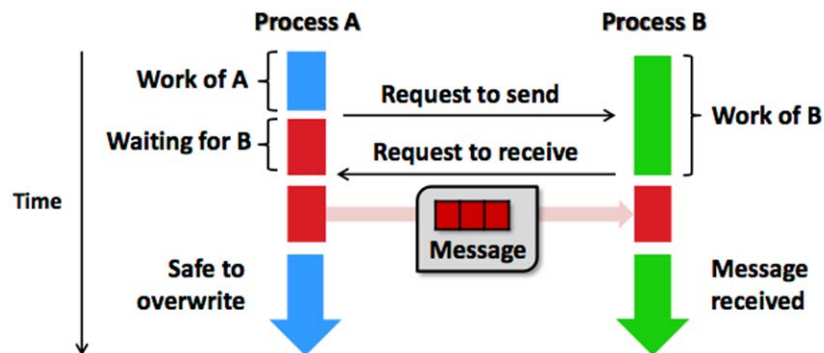 Process A
Process B
Work of A
Request to send
Work of B
Waiting for B
Request to receive
Time
Message
Safe to
overwrite
Message
received